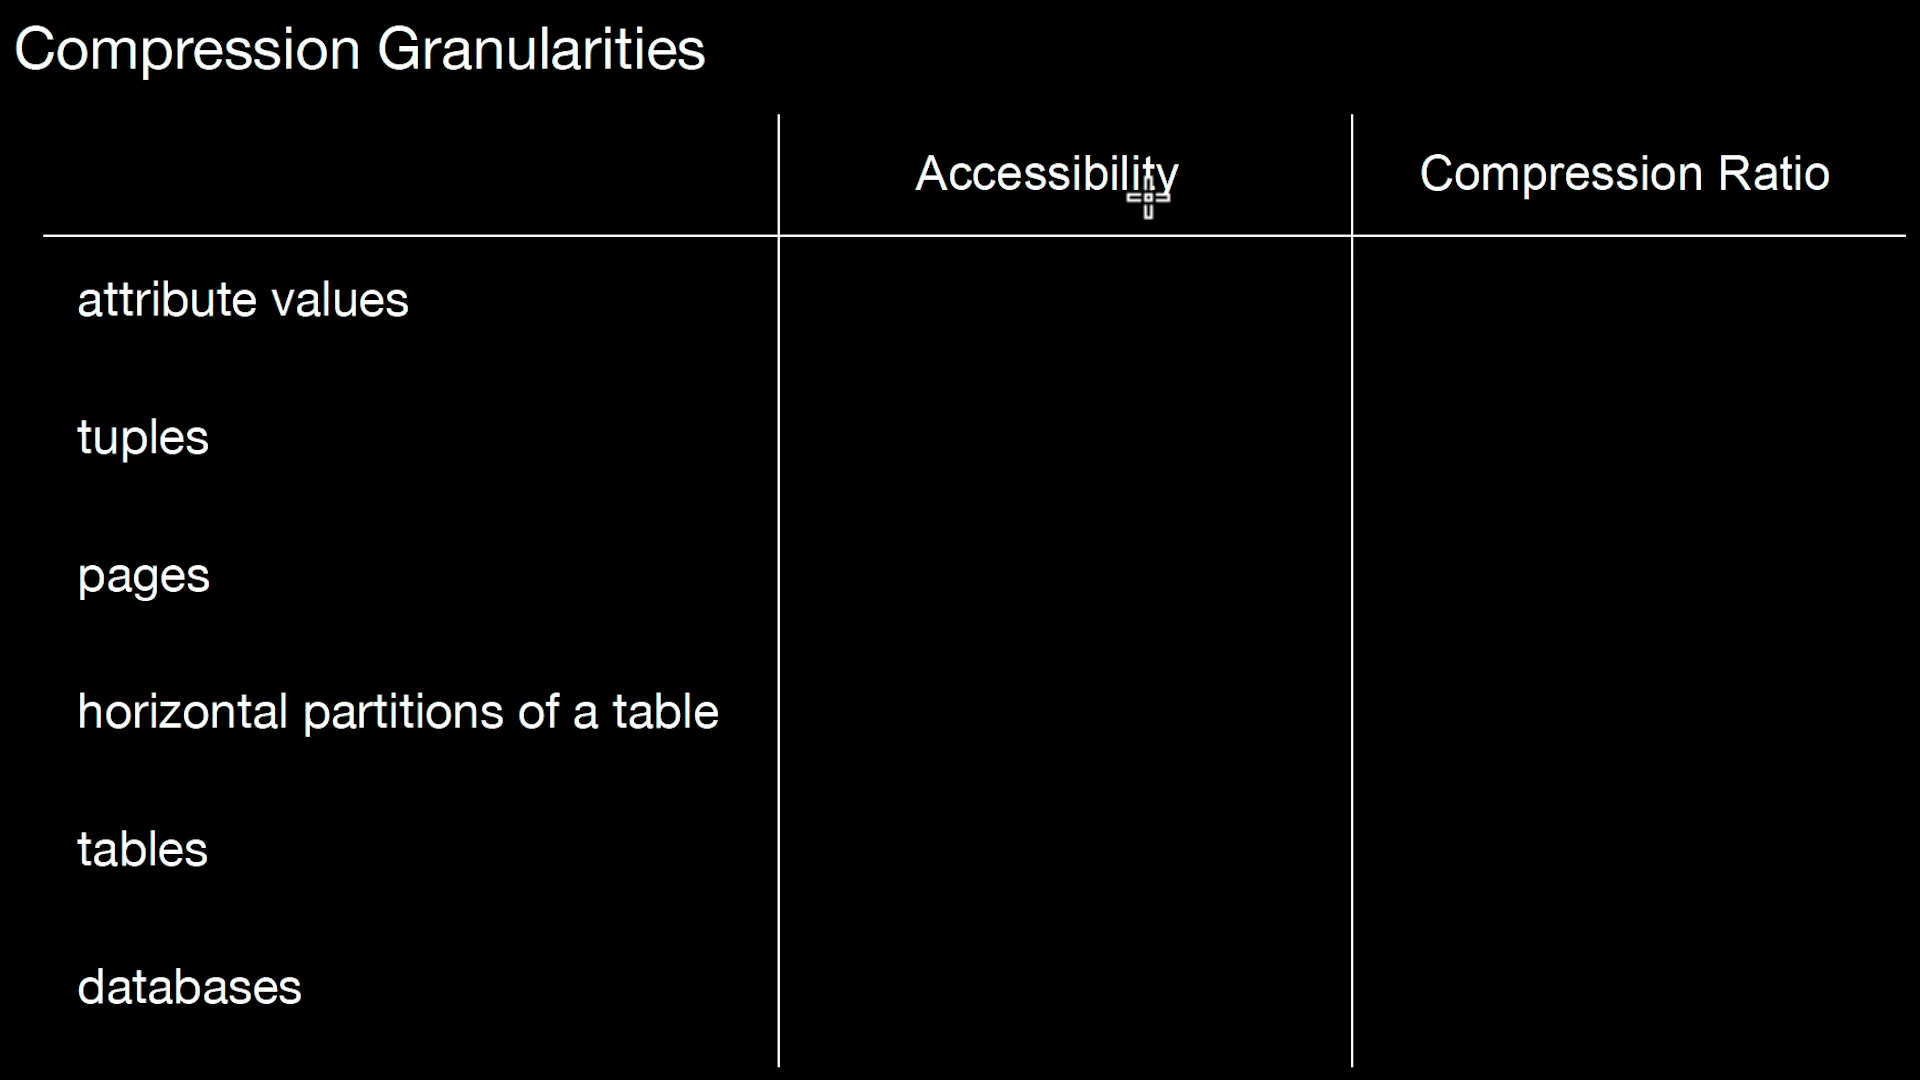 Compression Granularities
Accessibility Compression Ratio
attribute values
tuples
pages
horizontal partitions of a table
tables
databases